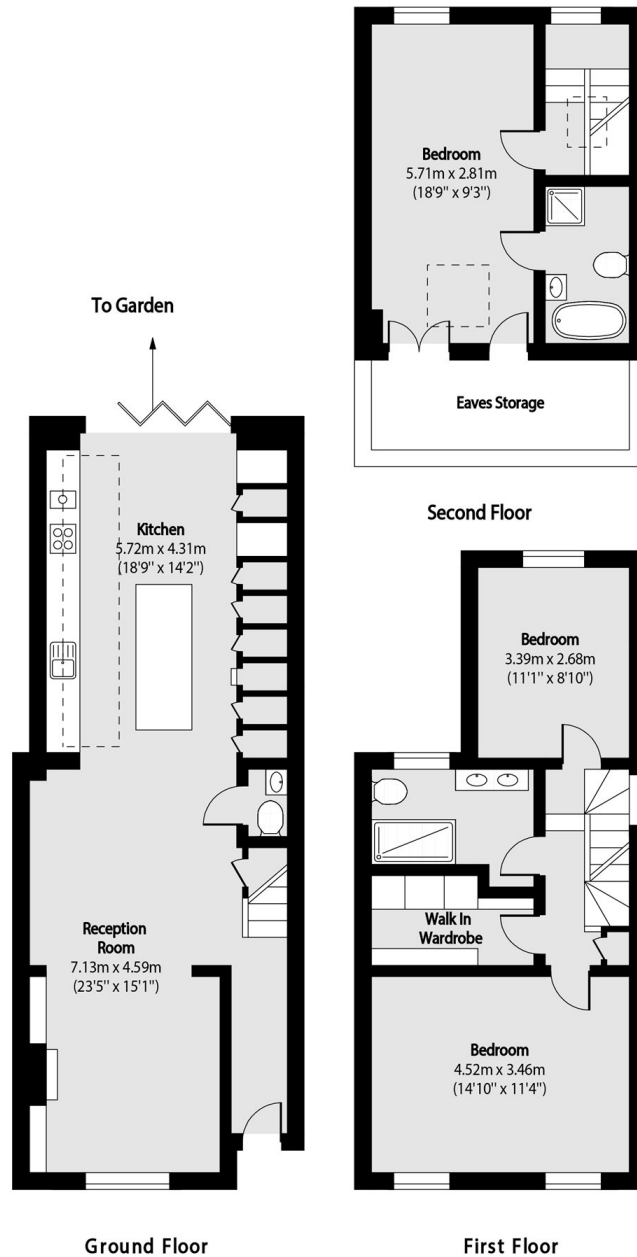 Bedroom
5.71m x 2.81m
(18'9" x 9'3")
Eaves Storage
Second Floor
To Garden
Kitchen
5.72m x 4.31m
(18'9" x 14'2")
Reception
Room
7.13m x 4.59m
(23'5" x 15'1")
Ground Floor
Bedroom
3.39m x 2.68m
(11'1" x 8'10")
Walk In
Wardrobe
Bedroom
4.52m x 3.46m
(14'10" x 11'4")
First Floor